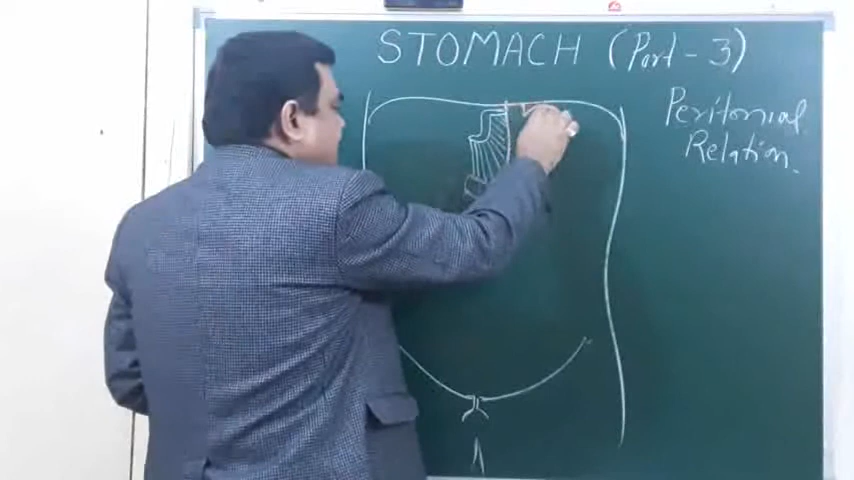 STOMACH (Part - 3)
Peritonial
Relation.